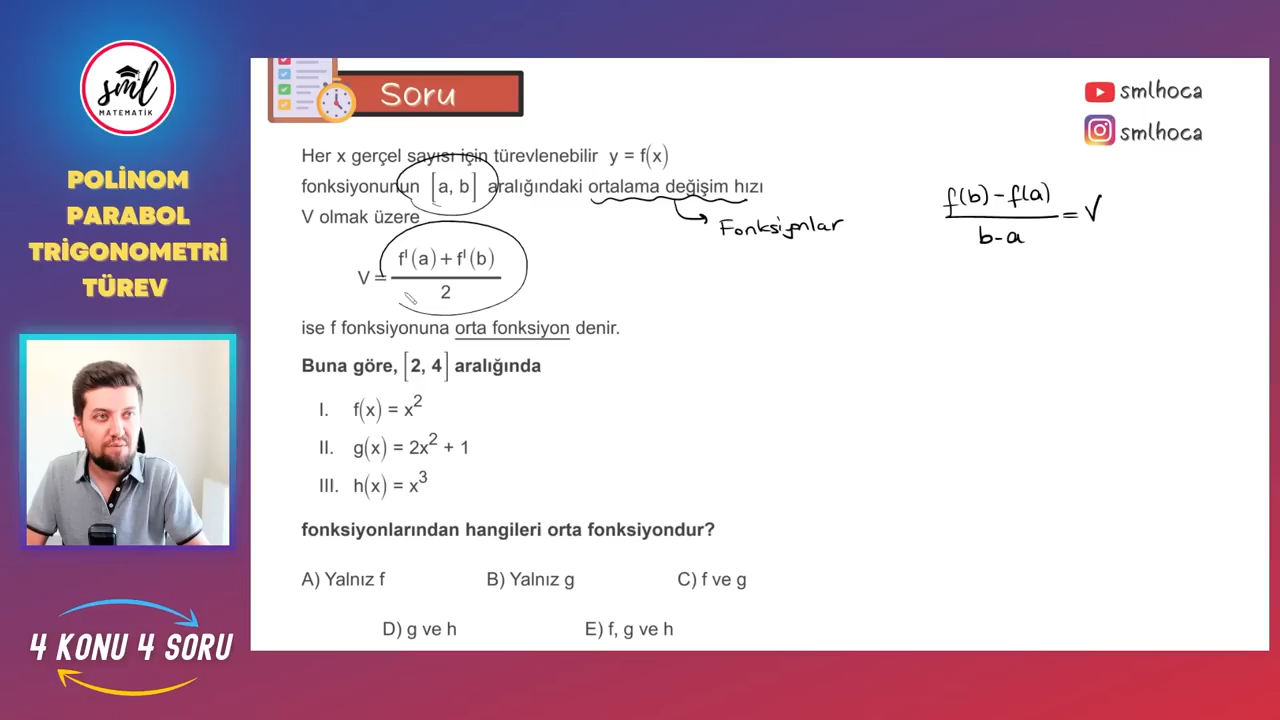 sml
MATEMATİK
POLİNOM
PARABOL
TRİGONOMETRİ
TÜREV
4 KONU 4 SORU
Soru
smlhoca
smlhoca
Her x gerçel sayısı için türevlenebilir y = f(x)
fonksiyonunun [a, b] aralığındaki ortalama değişim hızı
V olmak üzere
Fonksiyonlar
V = (f'(a) + f'(b)) / 2
(f(b) - f(a)) / (b - a) = V
ise f fonksiyonuna orta fonksiyon denir.
Buna göre, [2, 4] aralığında
I. f(x) = x²
II. g(x) = 2x² + 1
III. h(x) = x³
fonksiyonlarından hangileri orta fonksiyondur?
A) Yalnız f B) Yalnız g C) f ve g
D) g ve h E) f, g ve h